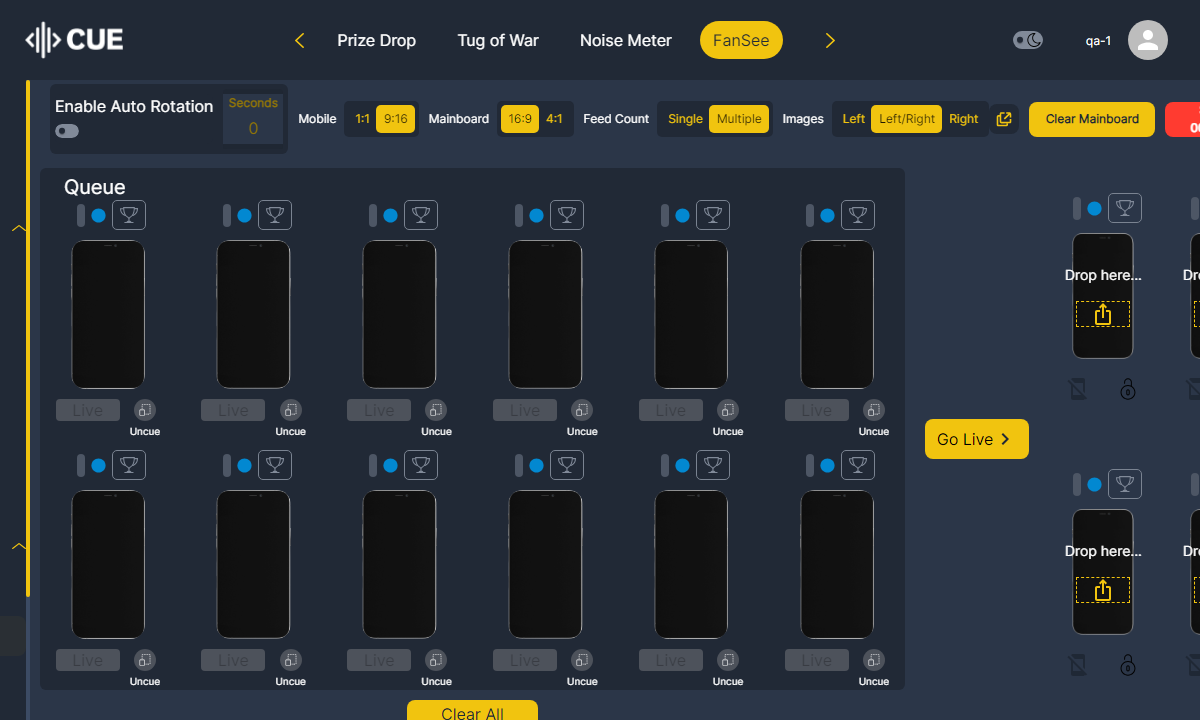 CUE
Prize Drop
Tug of War
Noise Meter
FanSee
qa-1
Enable Auto Rotation
Seconds
0
Mobile
1:1
9:16
Mainboard
16:9
4:1
Feed Count
Single
Multiple
Images
Left
Left/Right
Right
Clear Mainboard
Queue
Live
Uncue
Live
Uncue
Live
Uncue
Live
Uncue
Live
Uncue
Live
Uncue
Live
Uncue
Live
Uncue
Live
Uncue
Live
Uncue
Live
Uncue
Live
Uncue
Clear All
Go Live
Drop here...
Drop here...